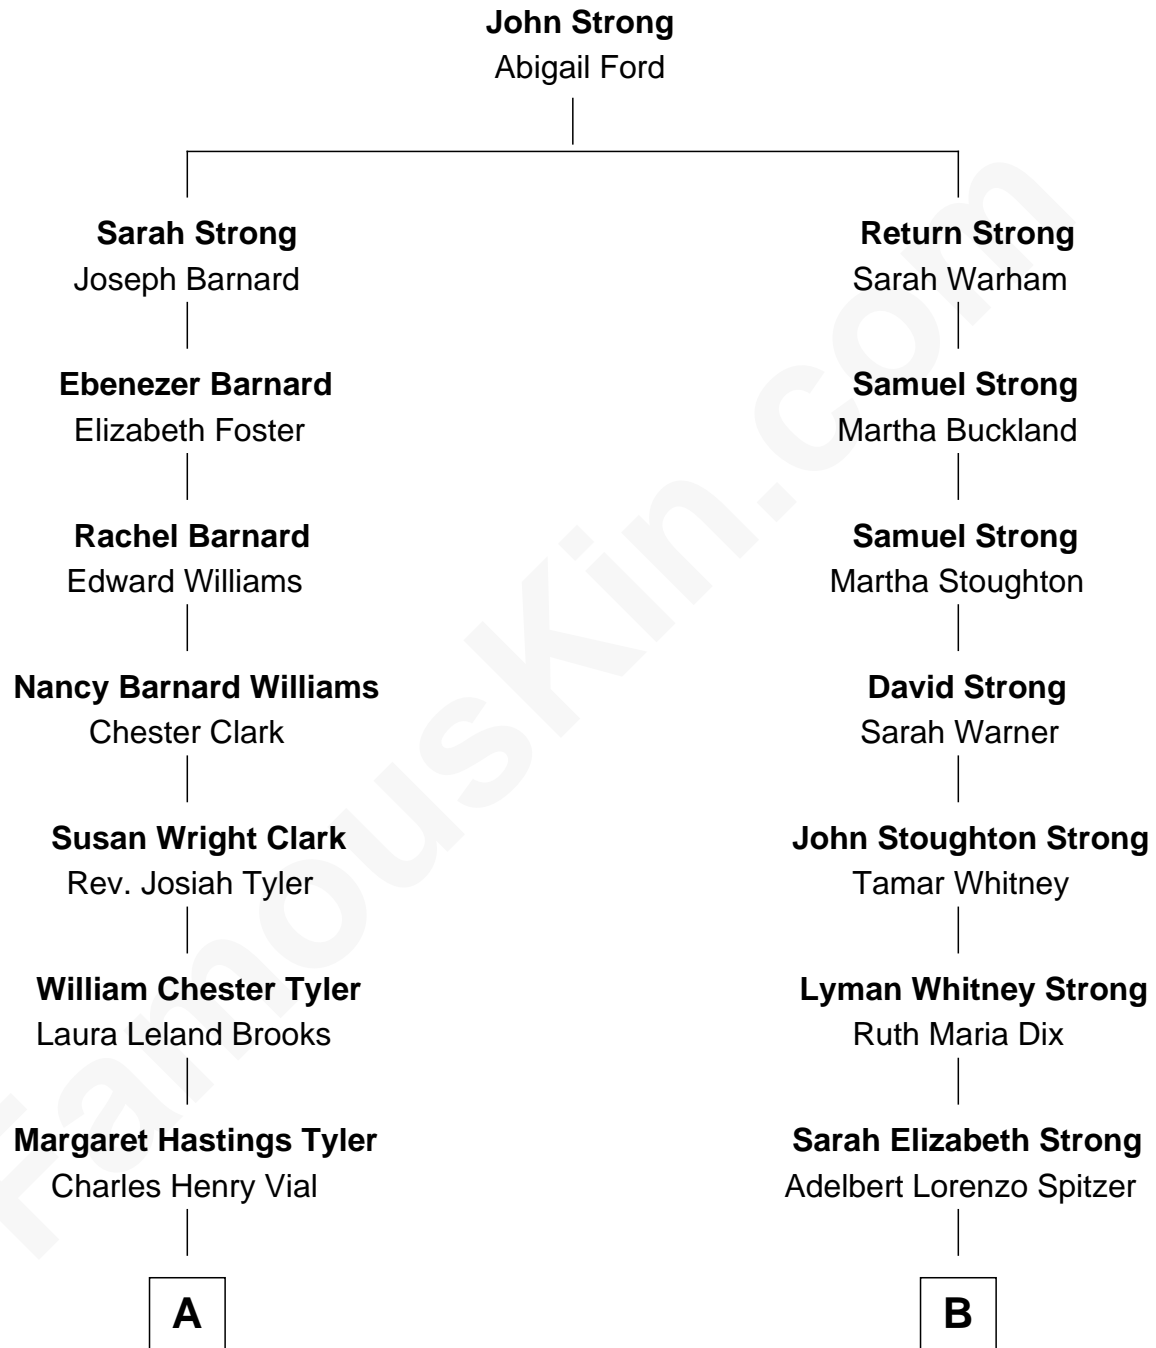 John Strong
Abigail Ford
Sarah Strong
Joseph Barnard
Return Strong
Sarah Warham
Ebenezer Barnard
Elizabeth Foster
Samuel Strong
Martha Buckland
Rachel Barnard
Edward Williams
Samuel Strong
Martha Stoughton
Nancy Barnard Williams
Chester Clark
David Strong
Sarah Warner
Susan Wright Clark
Rev. Josiah Tyler
John Stoughton Strong
Tamar Whitney
William Chester Tyler
Laura Leland Brooks
Lyman Whitney Strong
Ruth Maria Dix
Margaret Hastings Tyler
Charles Henry Vial
Sarah Elizabeth Strong
Adelbert Lorenzo Spitzer
A
B
FamousKin.com